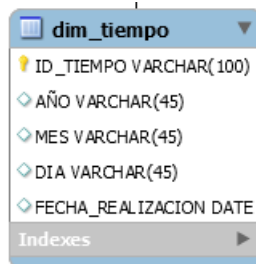 dim_tiempo
ID_TIEMPO VARCHAR(100)
AÑO VARCHAR(45)
MES VARCHAR(45)
DIA VARCHAR(45)
FECHA_REALIZACION DATE
Indexes